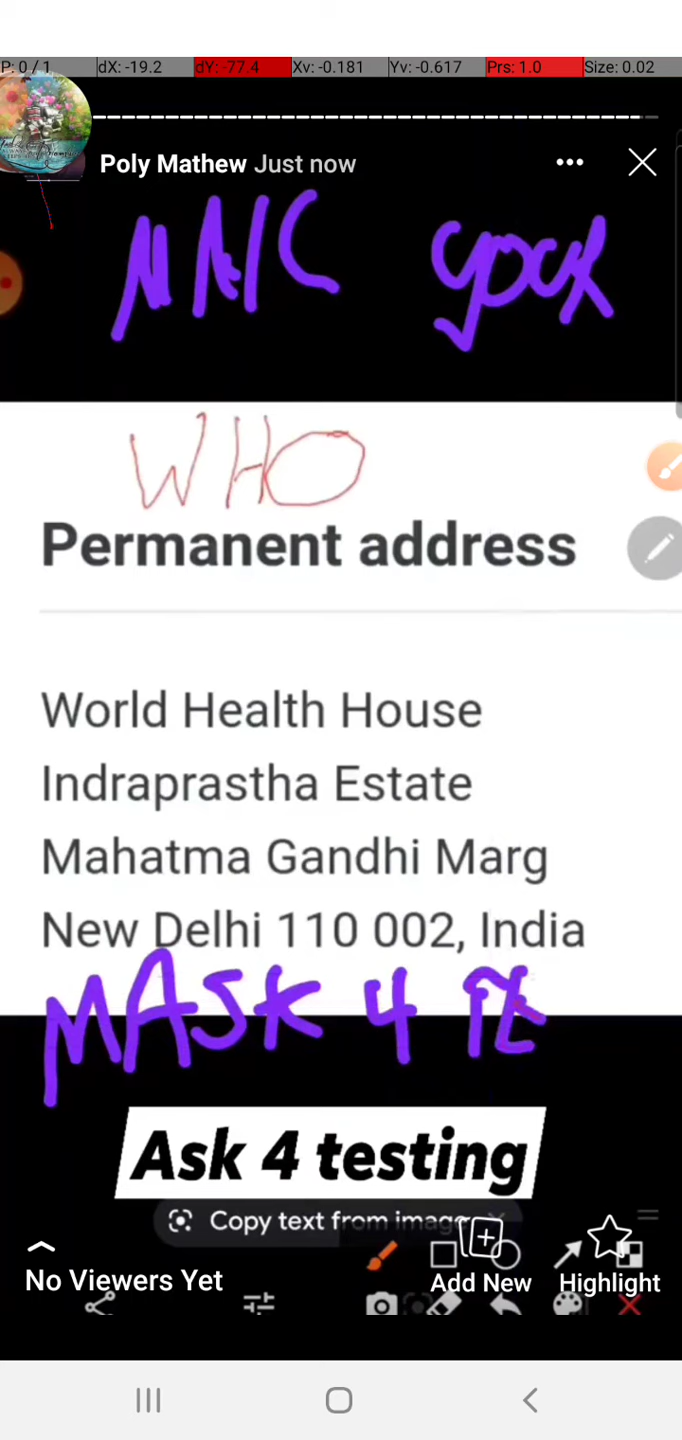 P: 0 / 1 dX: -19.2 dY: -77.4 Xv: -0.181 Yv: -0.617 Prs: 1.0 Size: 0.02
Poly Mathew Just now
WHO
Permanent address
World Health House
Indraprastha Estate
Mahatma Gandhi Marg
New Delhi 110 002, India
MASK 4
Ask 4 testing
Copy text from image
No Viewers Yet
Add New Highlight